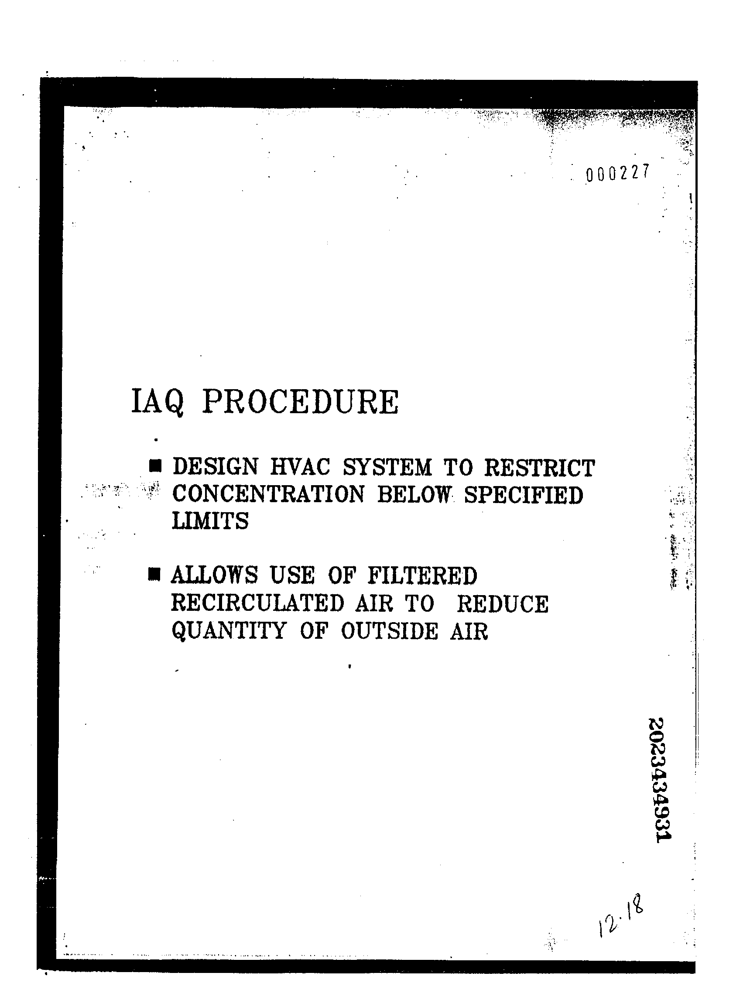 000227
IAQ PROCEDURE
■ DESIGN HVAC SYSTEM TO RESTRICT
CONCENTRATION BELOW SPECIFIED
LIMITS
■ ALLOWS USE OF FILTERED
RECIRCULATED AIR TO REDUCE
QUANTITY OF OUTSIDE AIR
2023434931
12.18